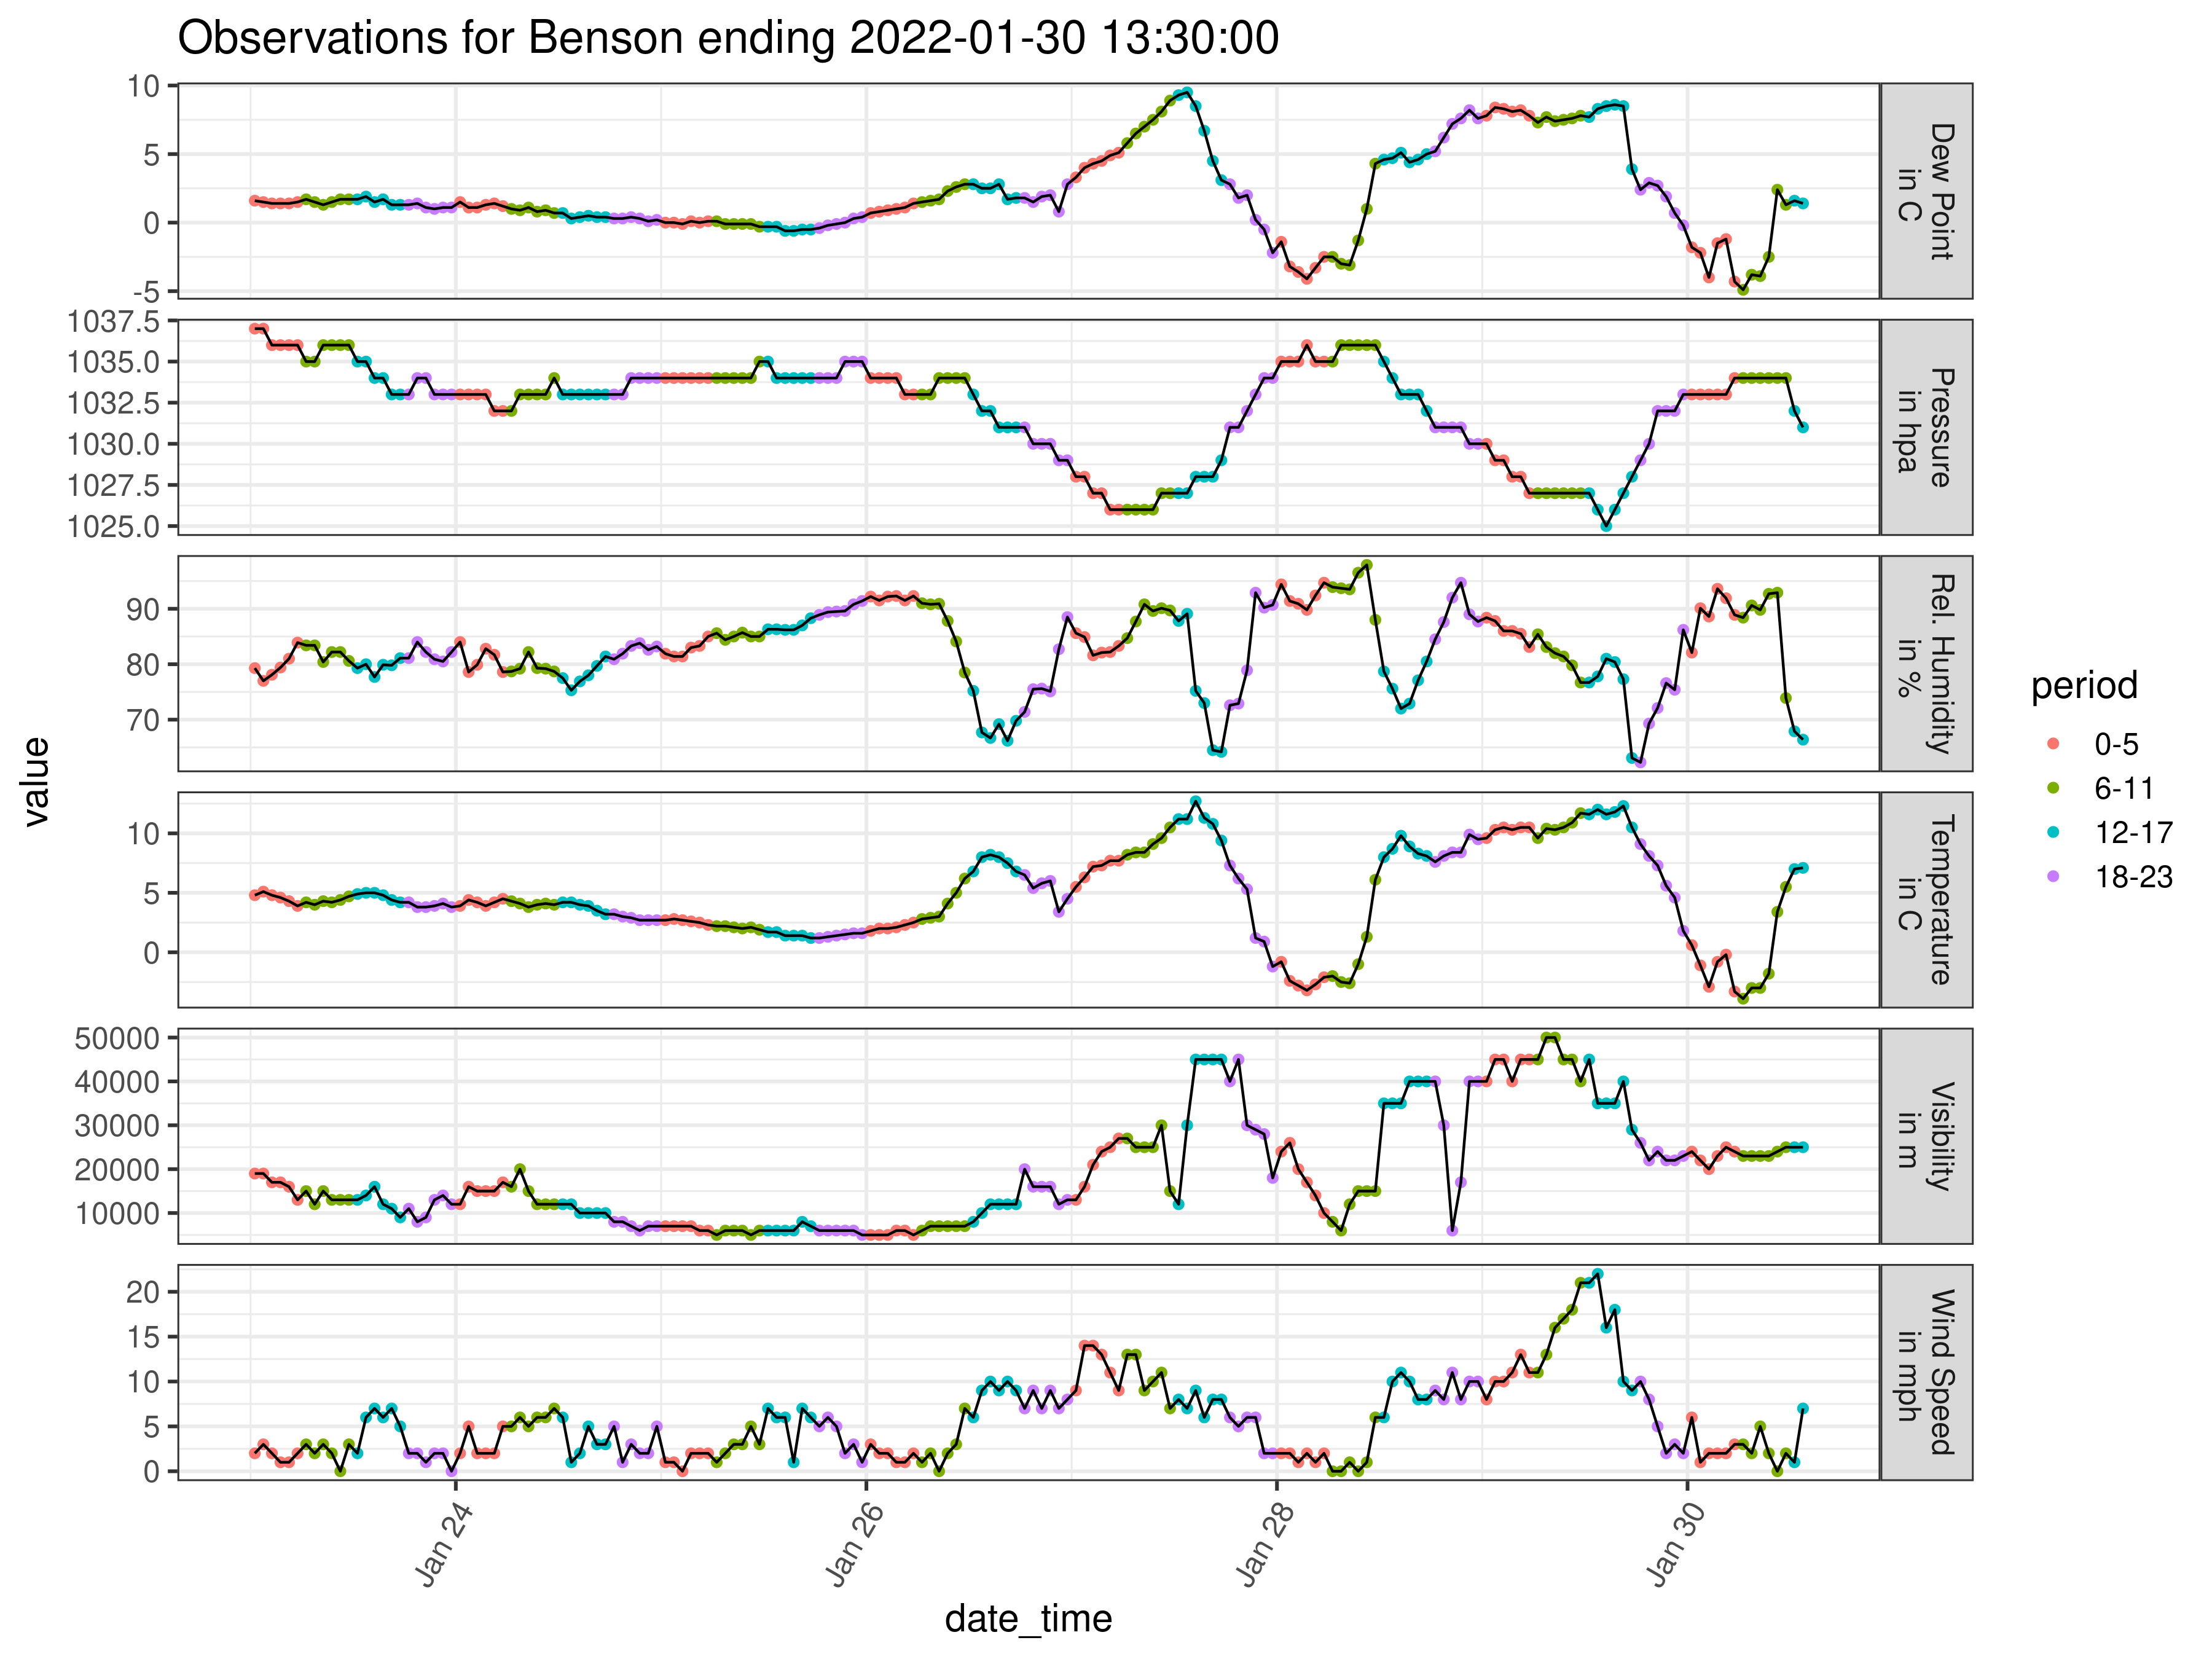 Observations for Benson ending 2022-01-30 13:30:00
10
5
0
-5
Dew Point
in C
1037.5
1035.0
1032.5
1030.0
1027.5
1025.0
Pressure
in hpa
90
80
70
Rel. Humidity
in %
10
5
0
Temperature
in C
50000
40000
30000
20000
10000
Visibility
in m
20
15
10
5
0
Wind Speed
in mph
value
Jan 24
Jan 26
Jan 28
Jan 30
date_time
period
0-5
6-11
12-17
18-23